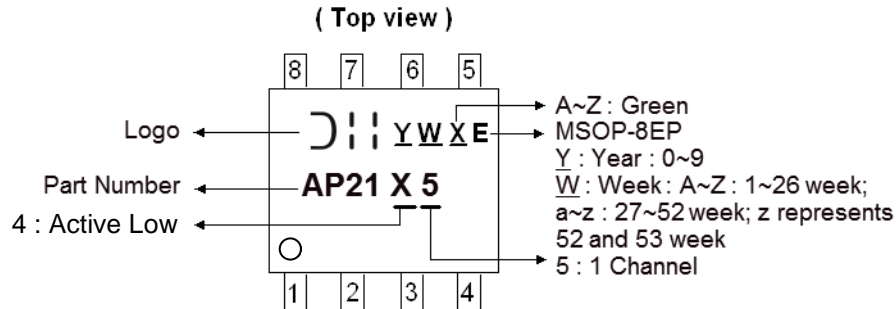 ( Top view )
8 7 6 5
Logo
Y W X E
A~Z : Green
MSOP-8EP
Y : Year : 0~9
W : Week : A~Z : 1~26 week;
a~z : 27~52 week; z represents
52 and 53 week
5 : 1 Channel
Part Number
AP21 X 5
4 : Active Low
1 2 3 4